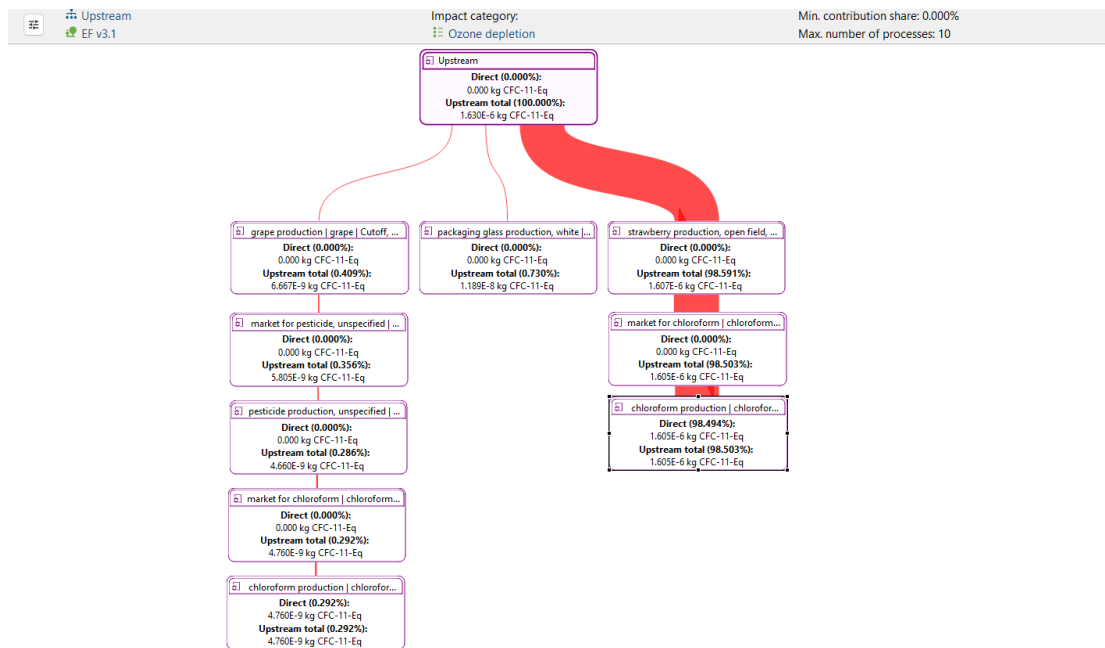 Upstream
Impact category:
Min. contribution share: 0.000%
EF v3.1
Ozone depletion
Max. number of processes: 10
Upstream
Direct (0.000%):
0.000 kg CFC-11-Eq
Upstream total (100.000%):
1.630E-6 kg CFC-11-Eq
grape production | grape | Cutoff, ...
Direct (0.000%):
0.000 kg CFC-11-Eq
Upstream total (0.409%):
6.667E-9 kg CFC-11-Eq
packaging glass production, white |...
Direct (0.000%):
0.000 kg CFC-11-Eq
Upstream total (0.730%):
1.189E-8 kg CFC-11-Eq
strawberry production, open field, ...
Direct (0.000%):
0.000 kg CFC-11-Eq
Upstream total (98.591%):
1.607E-6 kg CFC-11-Eq
market for pesticide, unspecified | ...
Direct (0.000%):
0.000 kg CFC-11-Eq
Upstream total (0.356%):
5.805E-9 kg CFC-11-Eq
market for chloroform | chloroform...
Direct (0.000%):
0.000 kg CFC-11-Eq
Upstream total (98.503%):
1.605E-6 kg CFC-11-Eq
pesticide production, unspecified | ...
Direct (0.000%):
0.000 kg CFC-11-Eq
Upstream total (0.286%):
4.660E-9 kg CFC-11-Eq
chloroform production | chlorofor...
Direct (98.494%):
1.605E-6 kg CFC-11-Eq
Upstream total (98.503%):
1.605E-6 kg CFC-11-Eq
market for chloroform | chloroform...
Direct (0.000%):
0.000 kg CFC-11-Eq
Upstream total (0.292%):
4.760E-9 kg CFC-11-Eq
chloroform production | chlorofor...
Direct (0.292%):
4.760E-9 kg CFC-11-Eq
Upstream total (0.292%):
4.760E-9 kg CFC-11-Eq